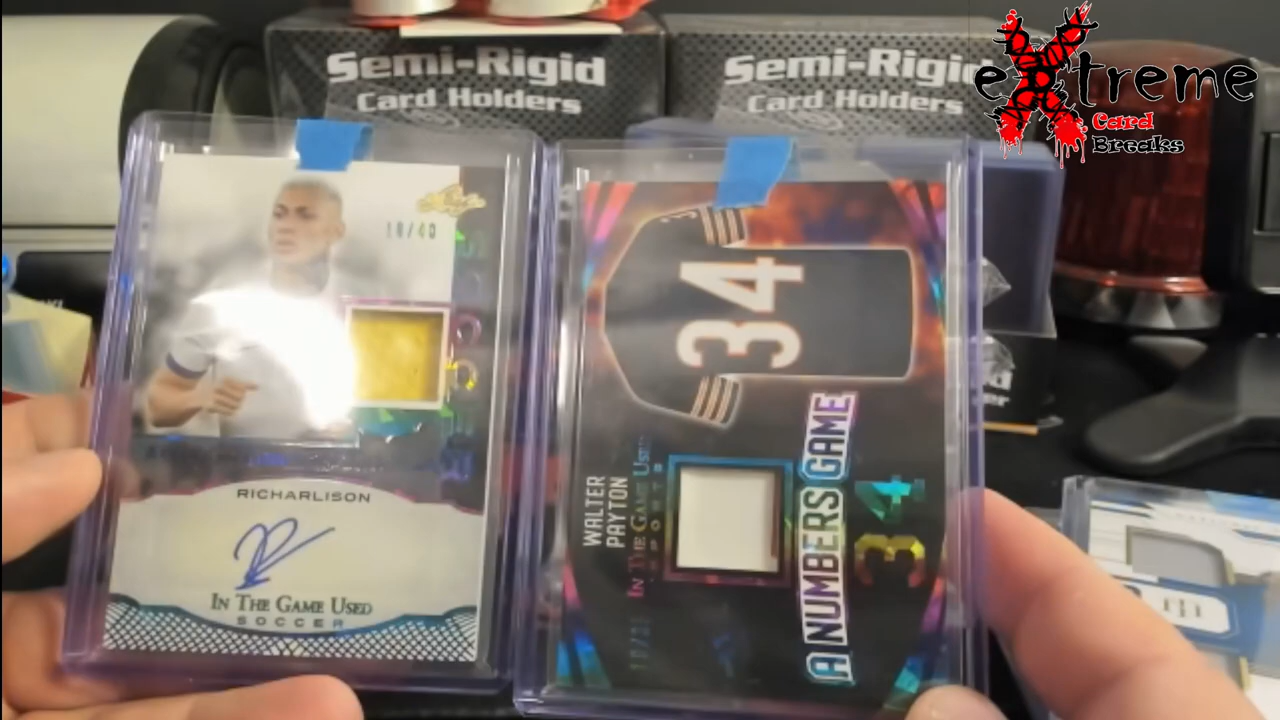 Semi-Rigid
Card Holders
Semi-Rigid
Card Holders
eXtreme
Card
Breaks
Leaf
18/40
RICHARLISON
IN THE GAME USED
SOCCER
34
WALTER
PAYTON
IN THE GAME USED
SPORTS
A NUMBERS GAME
34